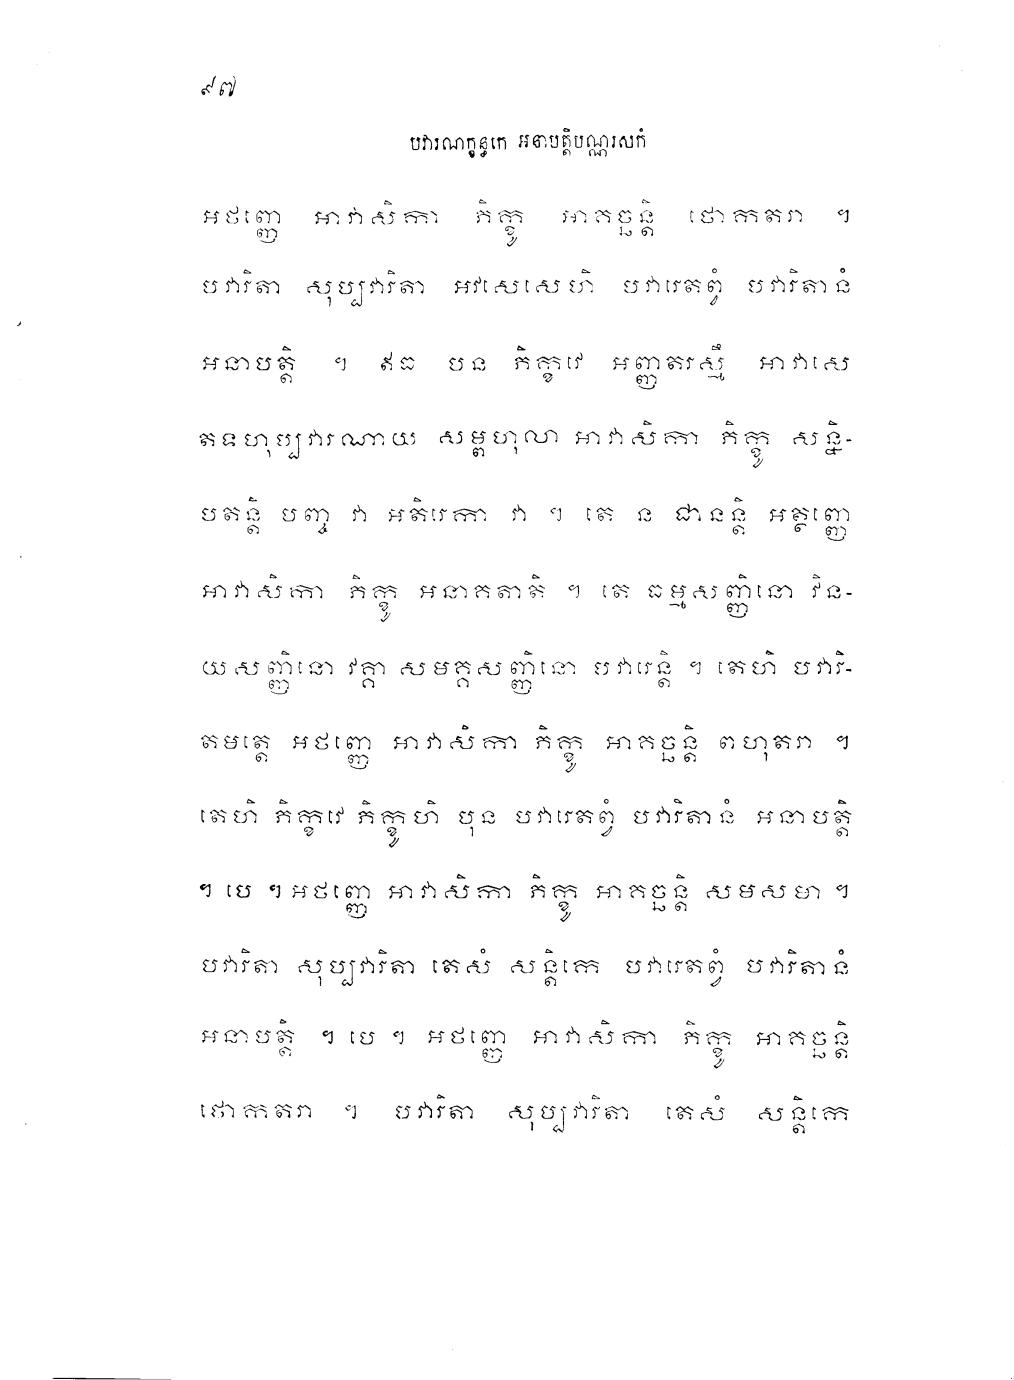 ៩៧
បវារណក្ខន្ធកេ អនាបត្តិបណ្ណរសកំ
អថញ្ញេ អាវាសិកា ភិក្ខូ អាគច្ឆន្តិ ថោកតរា ។
បវារិតា សុប្បវារិតា អវសេសេហិ បវារេតព្វំ បវារិតានំ
អនាបត្តិ ។ ឥធ បន ភិក្ខវេ អញ្ញតរស្មឹ អាវាសេ
តទហុប្បវារណាយ សម្ពហុលា អាវាសិកា ភិក្ខូ សន្និ-
បតន្តិ បញ្ច វា អតិរេកា វា ។ តេ ន ជានន្តិ អត្ថញ្ញេ
អាវាសិកា ភិក្ខូ អនាគតាតិ ។ តេ ធម្មសញ្ញិនោ វិន-
យសញ្ញិនោ វគ្គា សមគ្គសញ្ញិនោ បវារេន្តិ ។ តេហិ បវារិ-
តមត្តេ អថញ្ញេ អាវាសិកា ភិក្ខូ អាគច្ឆន្តិ ពហុតរា ។
តេហិ ភិក្ខវេ ភិក្ខូហិ បុន បវារេតព្វំ បវារិតានំ អនាបត្តិ
។ បេ ។ អថញ្ញេ អាវាសិកា ភិក្ខូ អាគច្ឆន្តិ សមសមា ។
បវារិតា សុប្បវារិតា តេសំ សន្តិកេ បវារេតព្វំ បវារិតានំ
អនាបត្តិ ។ បេ ។ អថញ្ញេ អាវាសិកា ភិក្ខូ អាគច្ឆន្តិ
ថោកតរា ។ បវារិតា សុប្បវារិតា តេសំ សន្តិកេ